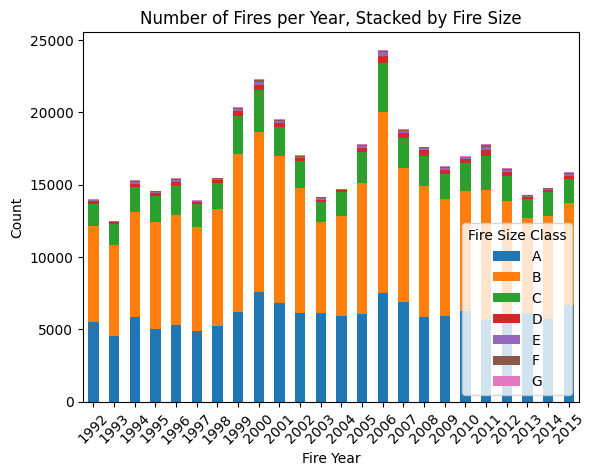 Number of Fires per Year, Stacked by Fire Size
25000
20000
15000
10000
5000
0
Count
Fire Size Class
A
B
C
D
E
F
G
1992 1993 1994 1995 1996 1997 1998 1999 2000 2001 2002 2003 2004 2005 2006 2007 2008 2009 2010 2011 2012 2013 2014 2015
Fire Year